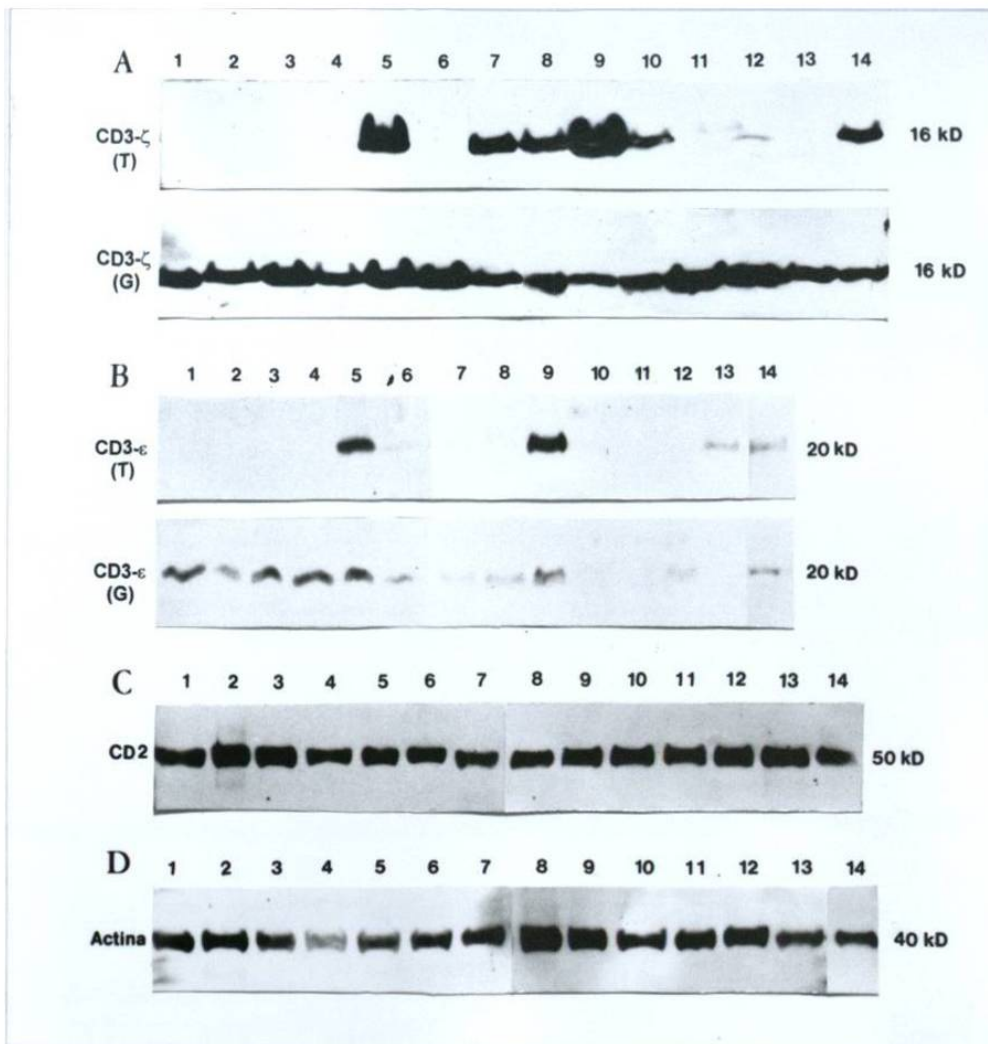 A 1 2 3 4 5 6 7 8 9 10 11 12 13 14
CD3-ζ
(T)
16 kD
CD3-ζ
(G)
16 kD
B 1 2 3 4 5 6 7 8 9 10 11 12 13 14
CD3-ε
(T)
20 kD
CD3-ε
(G)
20 kD
C 1 2 3 4 5 6 7 8 9 10 11 12 13 14
CD2
50 kD
D 1 2 3 4 5 6 7 8 9 10 11 12 13 14
Actina
40 kD